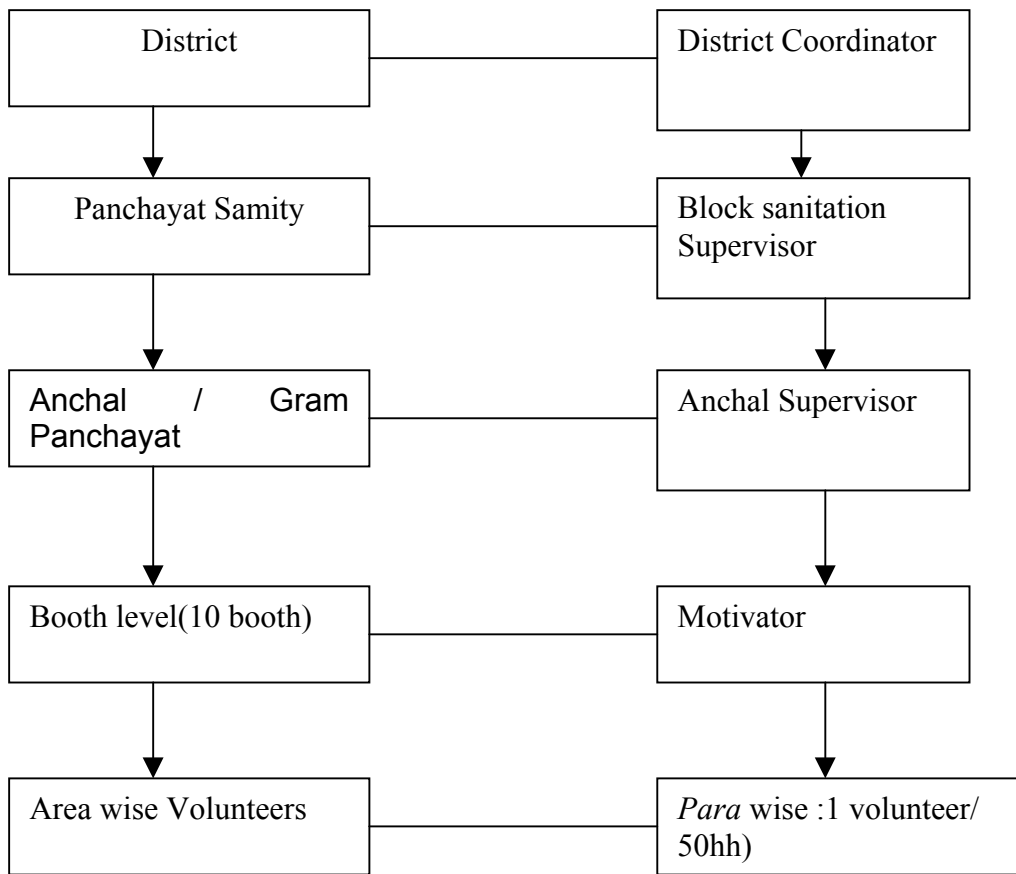 District
District Coordinator
Panchayat Samity
Block sanitation
Supervisor
Anchal / Gram
Panchayat
Anchal Supervisor
Booth level(10 booth)
Motivator
Area wise Volunteers
Para wise :1 volunteer/
50hh)